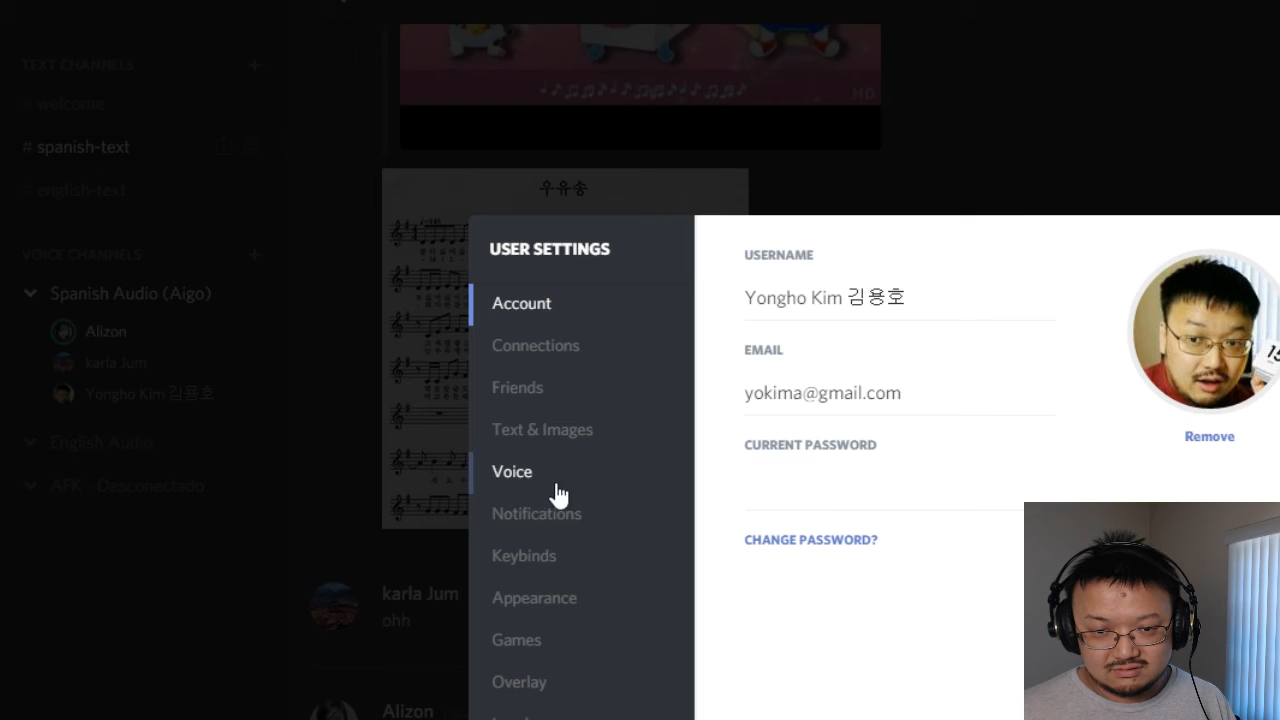 TEXT CHANNELS
# welcome
# spanish-text
# english-text
VOICE CHANNELS
Spanish Audio (Aigo)
Alizon
karla Jum
Yongho Kim 김용호
English Audio
AFK - Desconectado
HD
우유송
karla Jum
ohh
Alizon
USER SETTINGS
Account
Connections
Friends
Text & Images
Voice
Notifications
Keybinds
Appearance
Games
Overlay
USERNAME
Yongho Kim 김용호
EMAIL
yokima@gmail.com
CURRENT PASSWORD
CHANGE PASSWORD?
Remove